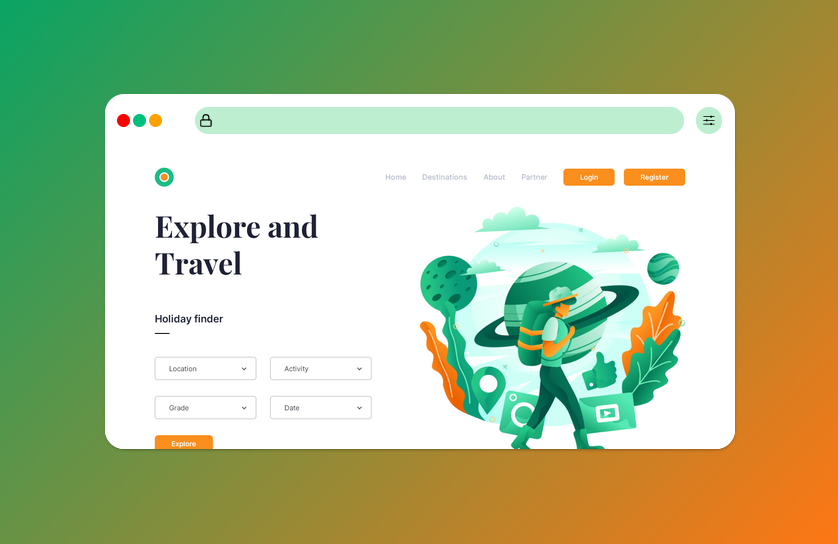 Home Destinations About Partner Login Register
Explore and
Travel
Holiday finder
Location Activity
Grade Date
Explore